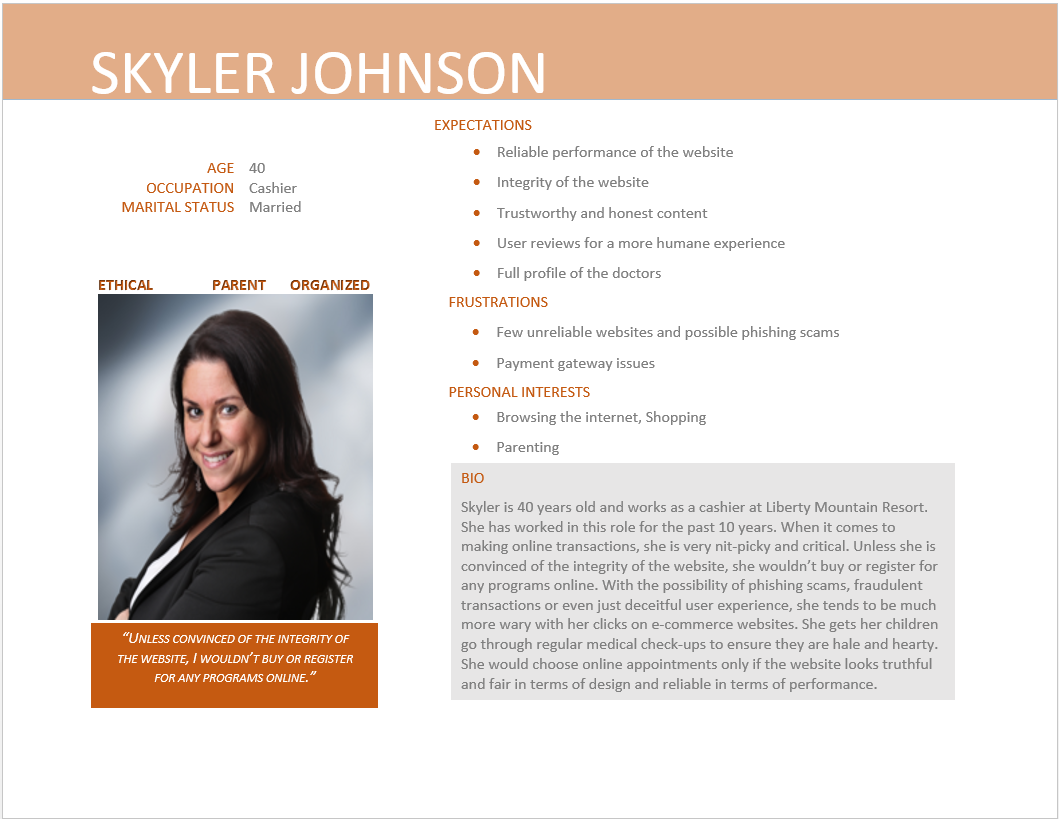 SKYLER JOHNSON
AGE 40
OCCUPATION Cashier
MARITAL STATUS Married
ETHICAL PARENT ORGANIZED
“UNLESS CONVINCED OF THE INTEGRITY OF
THE WEBSITE, I WOULDN’T BUY OR REGISTER
FOR ANY PROGRAMS ONLINE.”
EXPECTATIONS
• Reliable performance of the website
• Integrity of the website
• Trustworthy and honest content
• User reviews for a more humane experience
• Full profile of the doctors
FRUSTRATIONS
• Few unreliable websites and possible phishing scams
• Payment gateway issues
PERSONAL INTERESTS
• Browsing the internet, Shopping
• Parenting
BIO
Skyler is 40 years old and works as a cashier at Liberty Mountain Resort.
She has worked in this role for the past 10 years. When it comes to
making online transactions, she is very nit-picky and critical. Unless she is
convinced of the integrity of the website, she wouldn’t buy or register for
any programs online. With the possibility of phishing scams, fraudulent
transactions or even just deceitful user experience, she tends to be much
more wary with her clicks on e-commerce websites. She gets her children
go through regular medical check-ups to ensure they are hale and hearty.
She would choose online appointments only if the website looks truthful
and fair in terms of design and reliable in terms of performance.